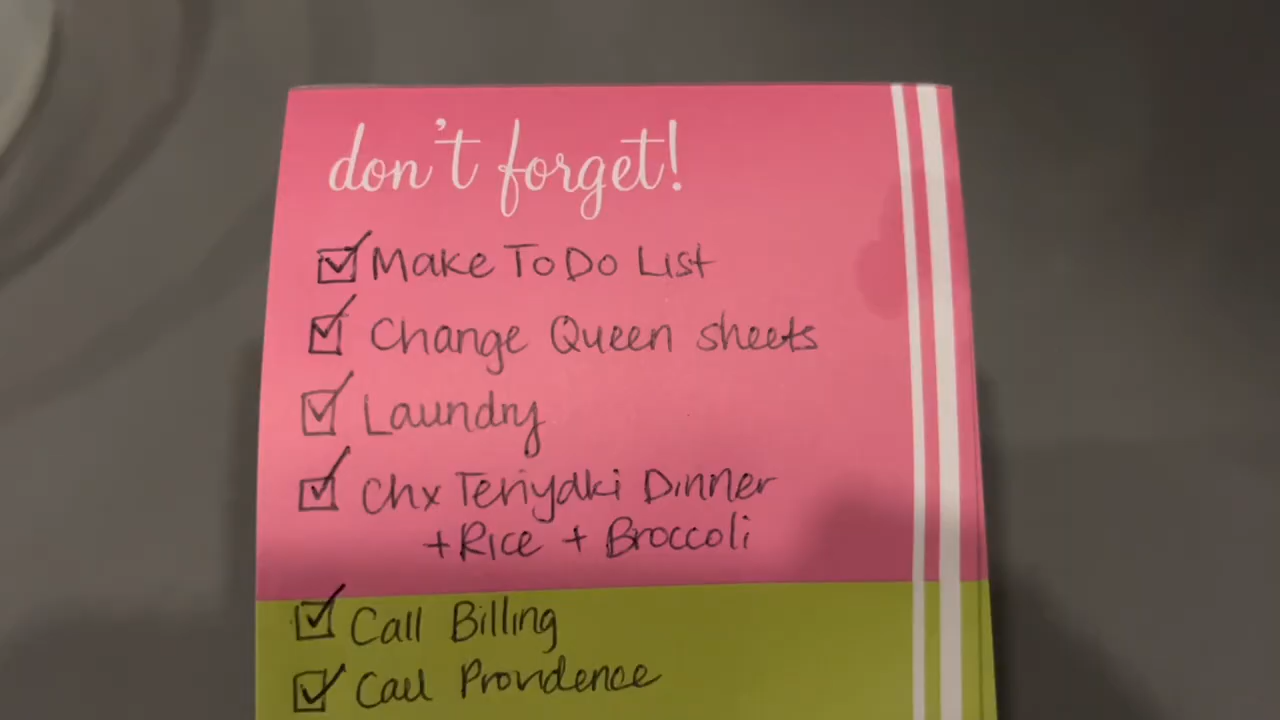 don't forget!
☑ Make To Do List
☑ Change Queen sheets
☑ Laundry
☑ Chx Teriyaki Dinner
+ Rice + Broccoli
☑ Call Billing
☑ Call Providence